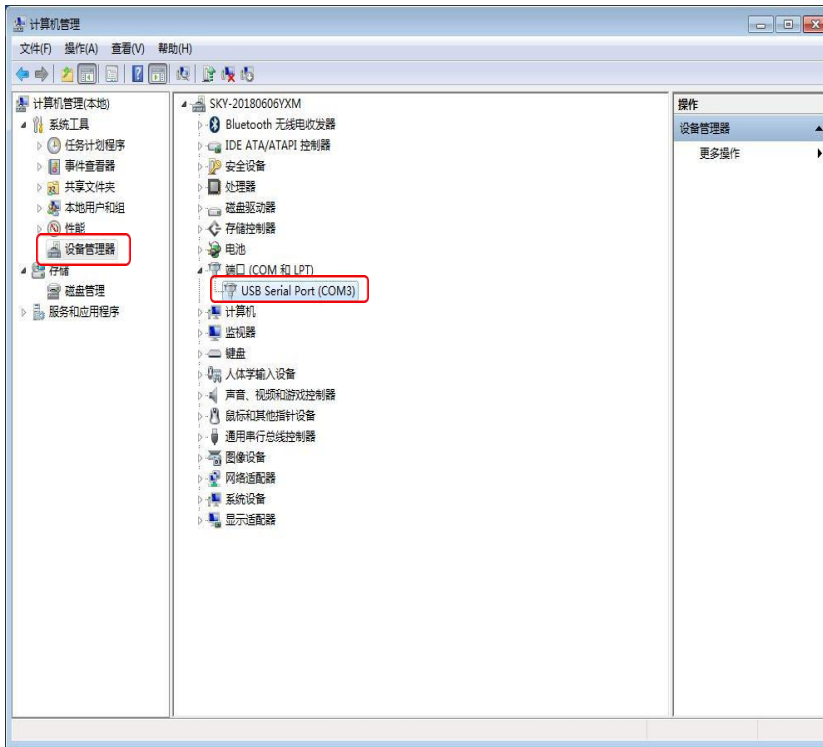 计算机管理
文件(F) 操作(A) 查看(V) 帮助(H)
计算机管理(本地)
系统工具
任务计划程序
事件查看器
共享文件夹
本地用户和组
性能
设备管理器
存储
磁盘管理
服务和应用程序
SKY-20180606YXM
Bluetooth 无线电收发器
IDE ATA/ATAPI 控制器
安全设备
处理器
磁盘驱动器
存储控制器
电池
端口 (COM 和 LPT)
USB Serial Port (COM3)
计算机
监视器
键盘
人体学输入设备
声音、视频和游戏控制器
鼠标和其他指针设备
通用串行总线控制器
图像设备
网络适配器
系统设备
显示适配器
操作
设备管理器
更多操作